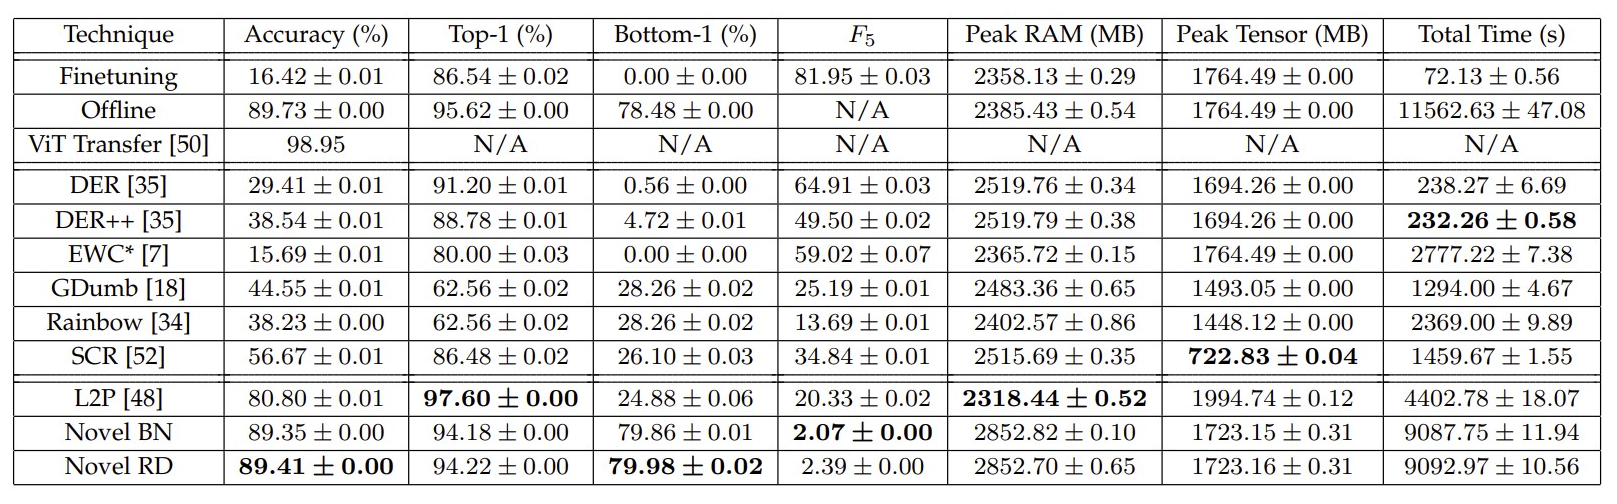 Technique Accuracy (%) Top-1 (%) Bottom-1 (%) F5 Peak RAM (MB) Peak Tensor (MB) Total Time (s)
Finetuning 16.42 ± 0.01 86.54 ± 0.02 0.00 ± 0.00 81.95 ± 0.03 2358.13 ± 0.29 1764.49 ± 0.00 72.13 ± 0.56
Offline 89.73 ± 0.00 95.62 ± 0.00 78.48 ± 0.00 N/A 2385.43 ± 0.54 1764.49 ± 0.00 11562.63 ± 47.08
ViT Transfer [50] 98.95 N/A N/A N/A N/A N/A N/A
DER [35] 29.41 ± 0.01 91.20 ± 0.01 0.56 ± 0.00 64.91 ± 0.03 2519.76 ± 0.34 1694.26 ± 0.00 238.27 ± 6.69
DER++ [35] 38.54 ± 0.01 88.78 ± 0.01 4.72 ± 0.01 49.50 ± 0.02 2519.79 ± 0.38 1694.26 ± 0.00 232.26 ± 0.58
EWC* [7] 15.69 ± 0.01 80.00 ± 0.03 0.00 ± 0.00 59.02 ± 0.07 2365.72 ± 0.15 1764.49 ± 0.00 2777.22 ± 7.38
GDumb [18] 44.55 ± 0.01 62.56 ± 0.02 28.26 ± 0.02 25.19 ± 0.01 2483.36 ± 0.65 1493.05 ± 0.00 1294.00 ± 4.67
Rainbow [34] 38.23 ± 0.00 62.56 ± 0.02 28.26 ± 0.02 13.69 ± 0.01 2402.57 ± 0.86 1448.12 ± 0.00 2369.00 ± 9.89
SCR [52] 56.67 ± 0.01 86.48 ± 0.02 26.10 ± 0.03 34.84 ± 0.01 2515.69 ± 0.35 722.83 ± 0.04 1459.67 ± 1.55
L2P [48] 80.80 ± 0.01 97.60 ± 0.00 24.88 ± 0.06 20.33 ± 0.02 2318.44 ± 0.52 1994.74 ± 0.12 4402.78 ± 18.07
Novel BN 89.35 ± 0.00 94.18 ± 0.00 79.86 ± 0.01 2.07 ± 0.00 2852.82 ± 0.10 1723.15 ± 0.31 9087.75 ± 11.94
Novel RD 89.41 ± 0.00 94.22 ± 0.00 79.98 ± 0.02 2.39 ± 0.00 2852.70 ± 0.65 1723.16 ± 0.31 9092.97 ± 10.56